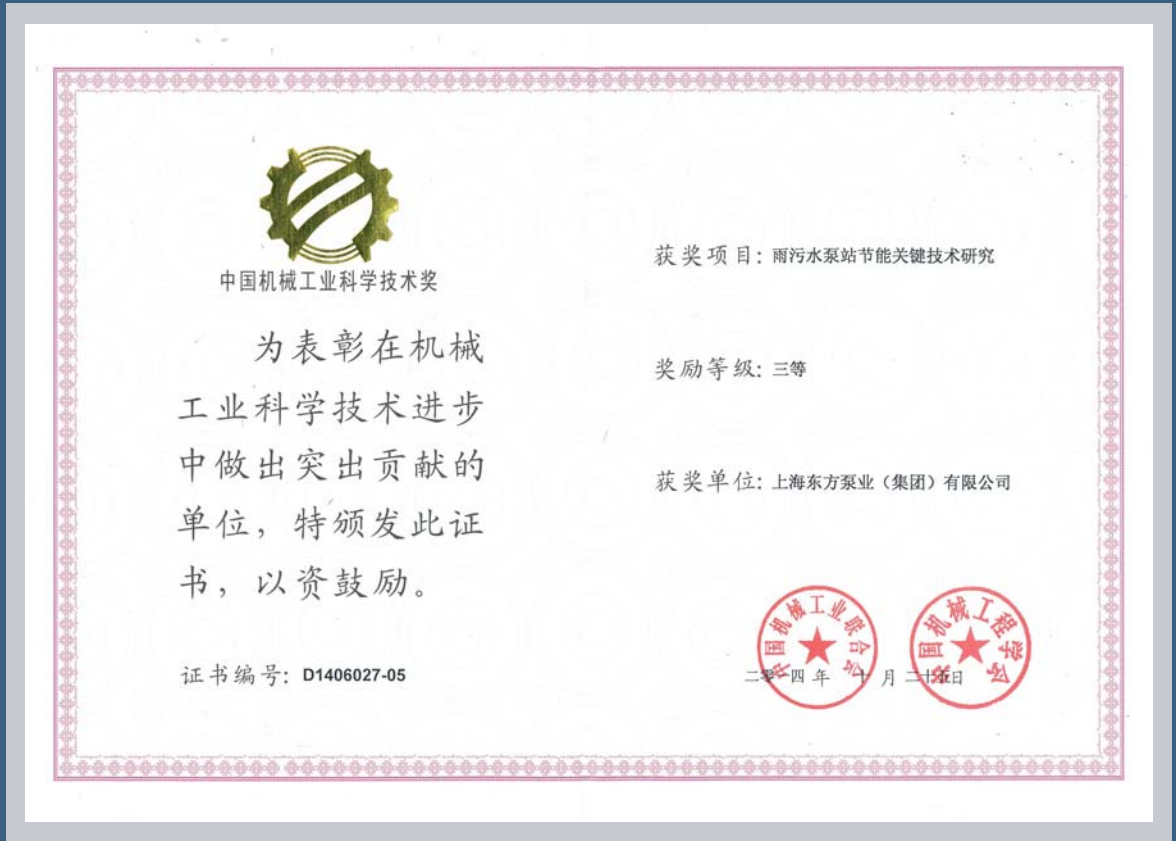 中国机械工业科学技术奖
为表彰在机械
工业科学技术进步
中做出突出贡献的
单位，特颁发此证
书，以资鼓励。
证书编号: D1406027-05
获奖项目: 雨污水泵站节能关键技术研究
奖励等级: 三等
获奖单位: 上海东方泵业（集团）有限公司
中国机械工业联合会
中国机械工程学会
二零一四 年 十 月 二十五日